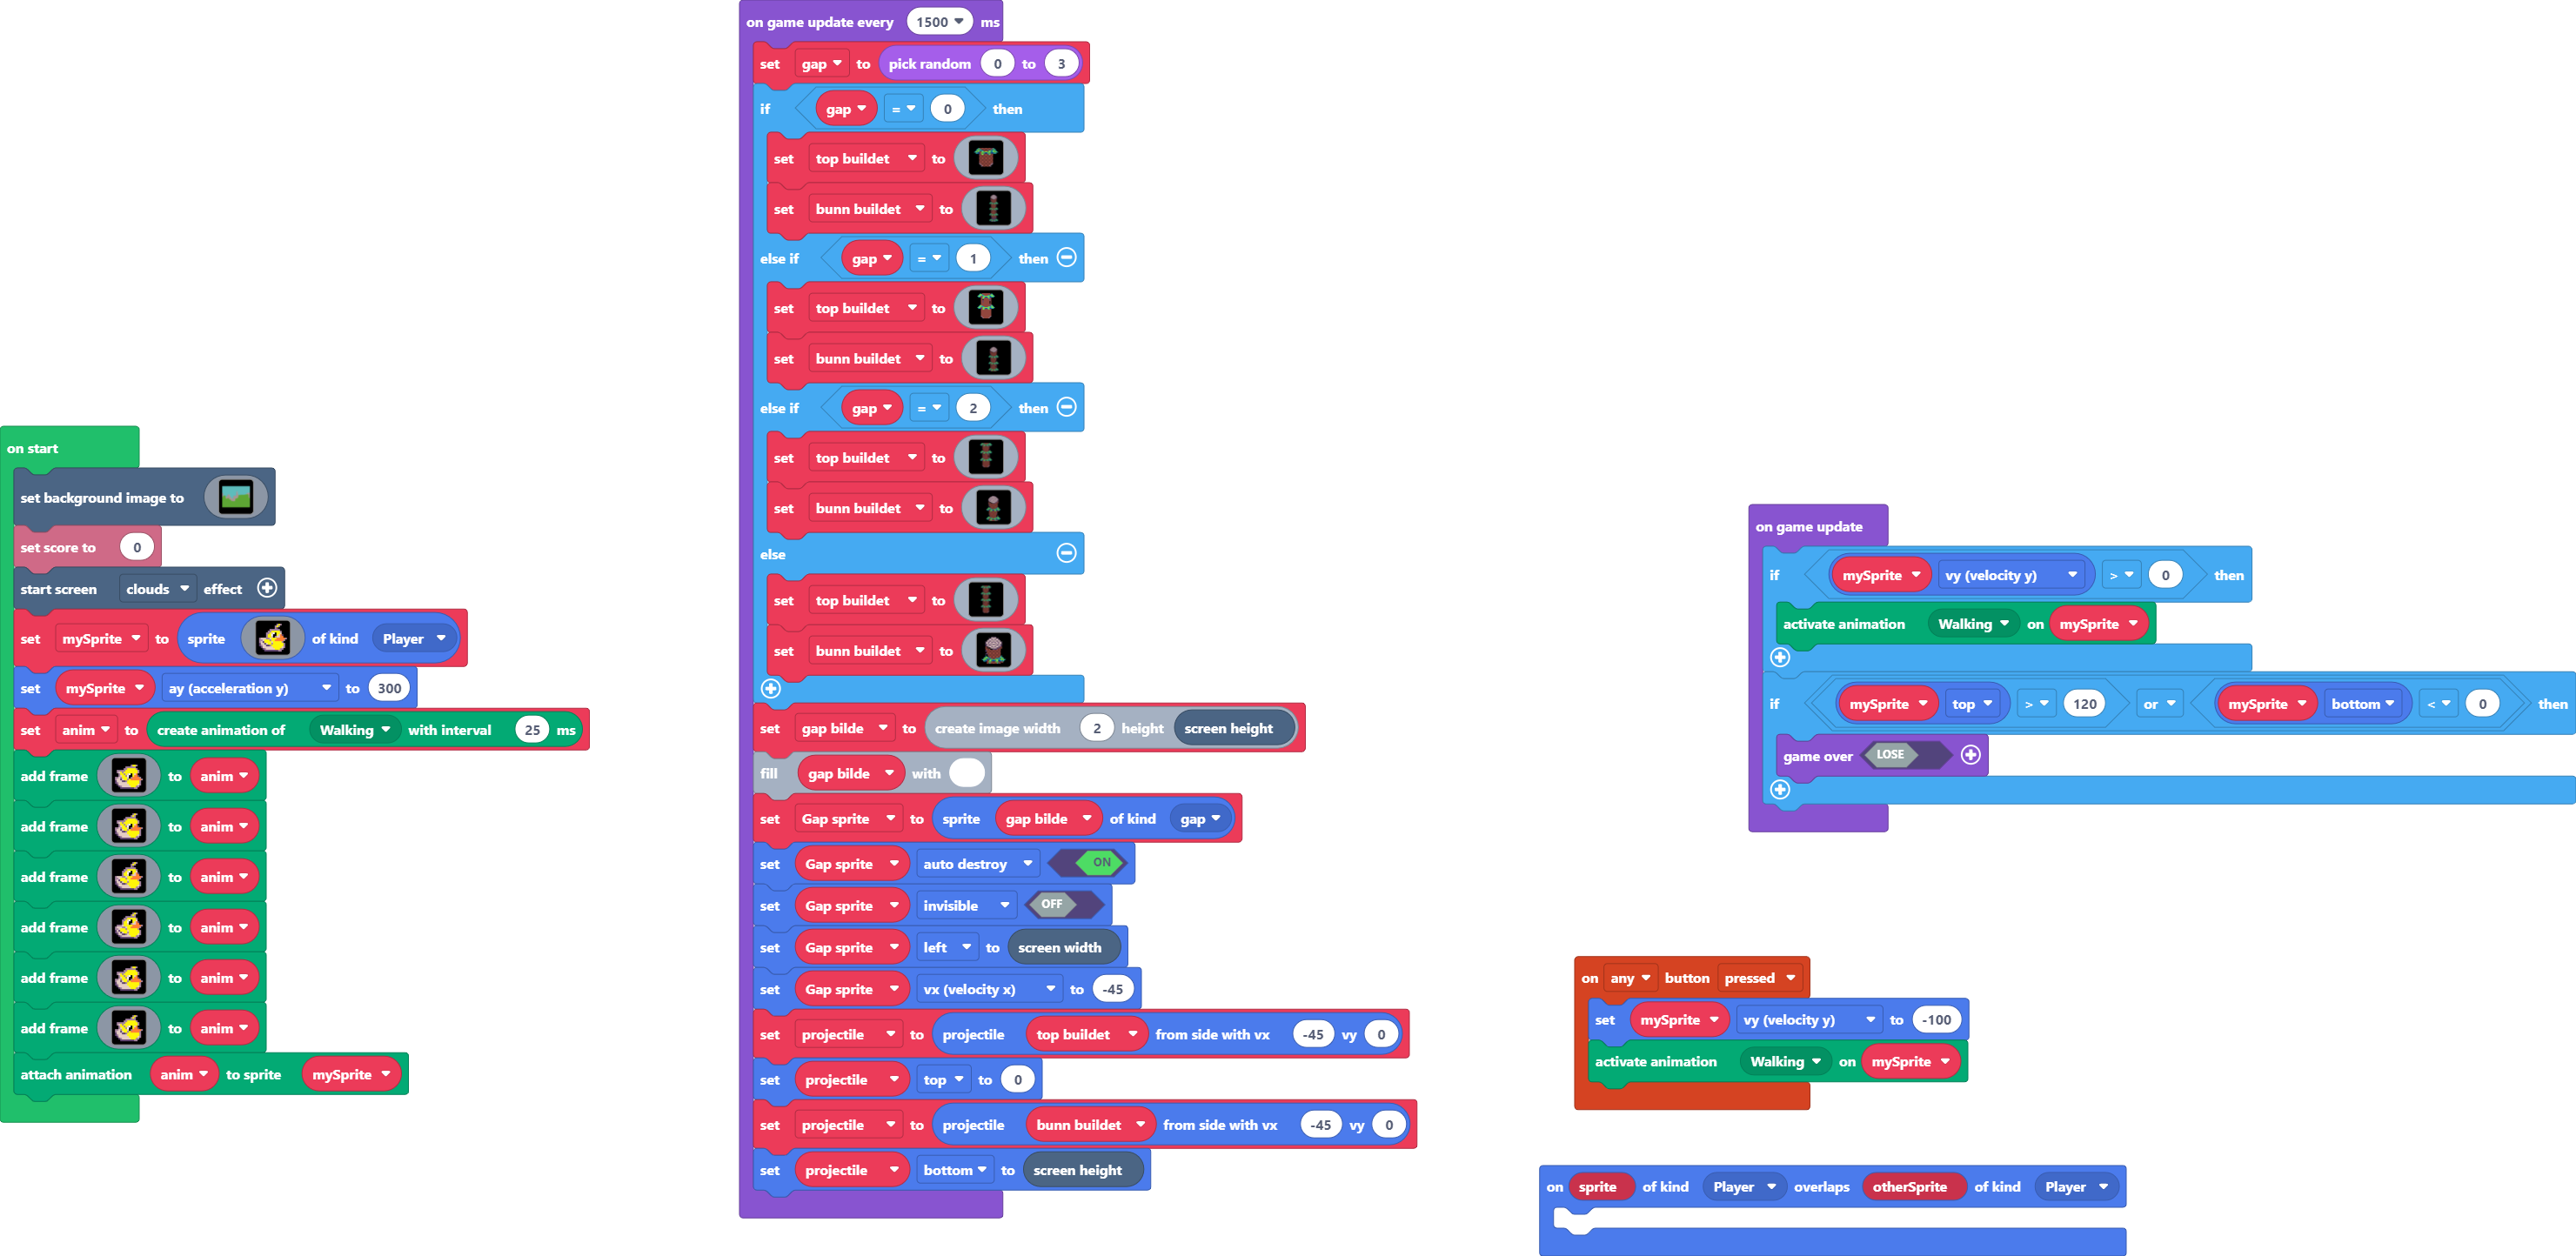 on start
set background image to
set score to 0
start screen clouds effect
set mySprite to sprite of kind Player
set mySprite ay (acceleration y) to 300
set anim to create animation of Walking with interval 25 ms
add frame to anim
add frame to anim
add frame to anim
add frame to anim
add frame to anim
add frame to anim
attach animation anim to sprite mySprite
on game update every 1500 ms
set gap to pick random 0 to 3
if gap = 0 then
set top buildet to
set bunn buildet to
else if gap = 1 then
set top buildet to
set bunn buildet to
else if gap = 2 then
set top buildet to
set bunn buildet to
else
set top buildet to
set bunn buildet to
set gap bilde to create image width 2 height screen height
fill gap bilde with
set Gap sprite to sprite gap bilde of kind gap
set Gap sprite auto destroy ON
set Gap sprite invisible OFF
set Gap sprite left to screen width
set Gap sprite vx (velocity x) to -45
set projectile to projectile top buildet from side with vx -45 vy 0
set projectile top to 0
set projectile to projectile bunn buildet from side with vx -45 vy 0
set projectile bottom to screen height
on game update
if mySprite vy (velocity y) > 0 then
activate animation Walking on mySprite
if mySprite top > 120 or mySprite bottom < 0 then
game over LOSE
on any button pressed
set mySprite vy (velocity y) to -100
activate animation Walking on mySprite
on sprite of kind Player overlaps otherSprite of kind Player